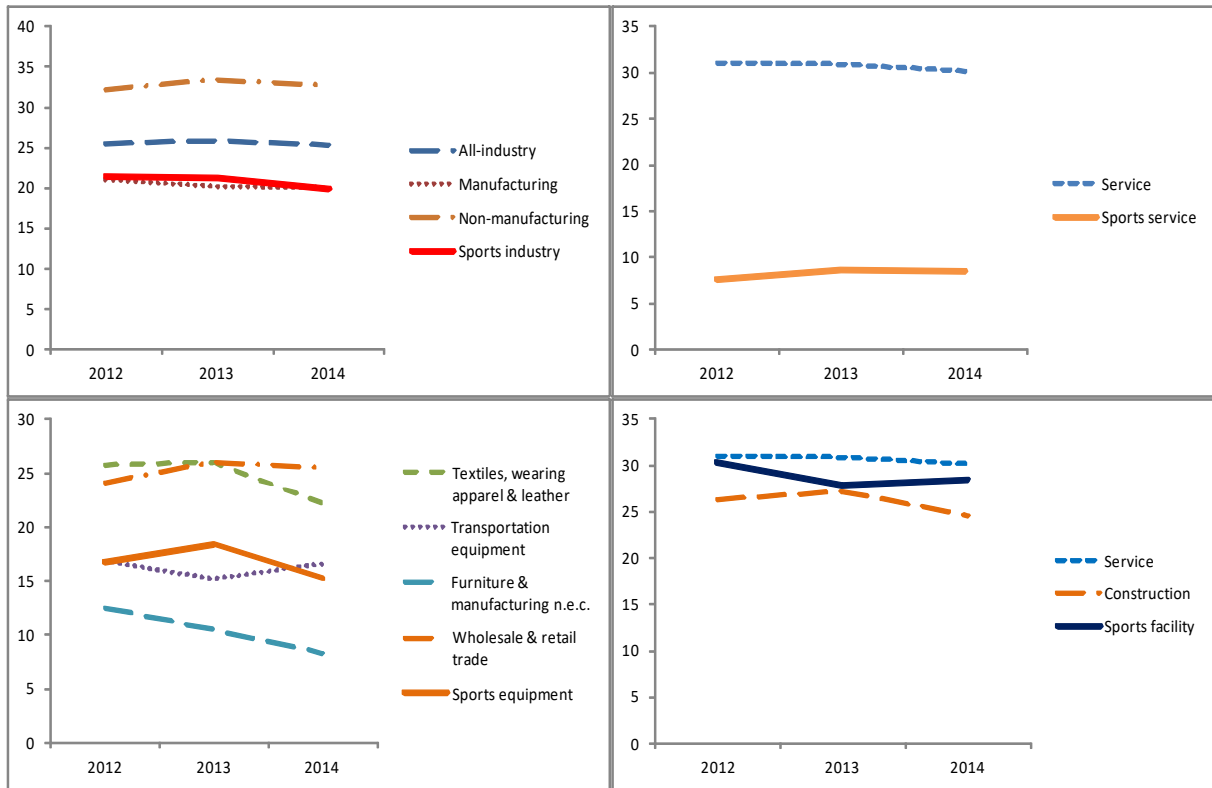 40
35
30
25
20
15
10
5
0
2012 2013 2014
All-industry
Manufacturing
Non-manufacturing
Sports industry
35
30
25
20
15
10
5
0
2012 2013 2014
Service
Sports service
30
25
20
15
10
5
0
2012 2013 2014
Textiles, wearing
apparel & leather
Transportation
equipment
Furniture &
manufacturing n.e.c.
Wholesale & retail
trade
Sports equipment
35
30
25
20
15
10
5
0
2012 2013 2014
Service
Construction
Sports facility